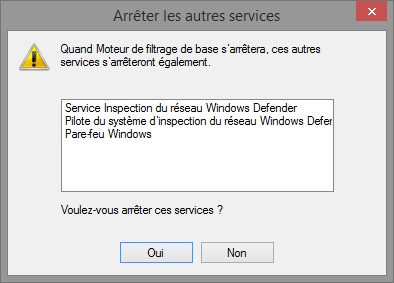 Arrêter les autres services
Quand Moteur de filtrage de base s'arrêtera, ces autres
services s'arrêteront également.
Service Inspection du réseau Windows Defender
Pilote du système d'inspection du réseau Windows Defer
Pare-feu Windows
Voulez-vous arrêter ces services ?
Oui
Non